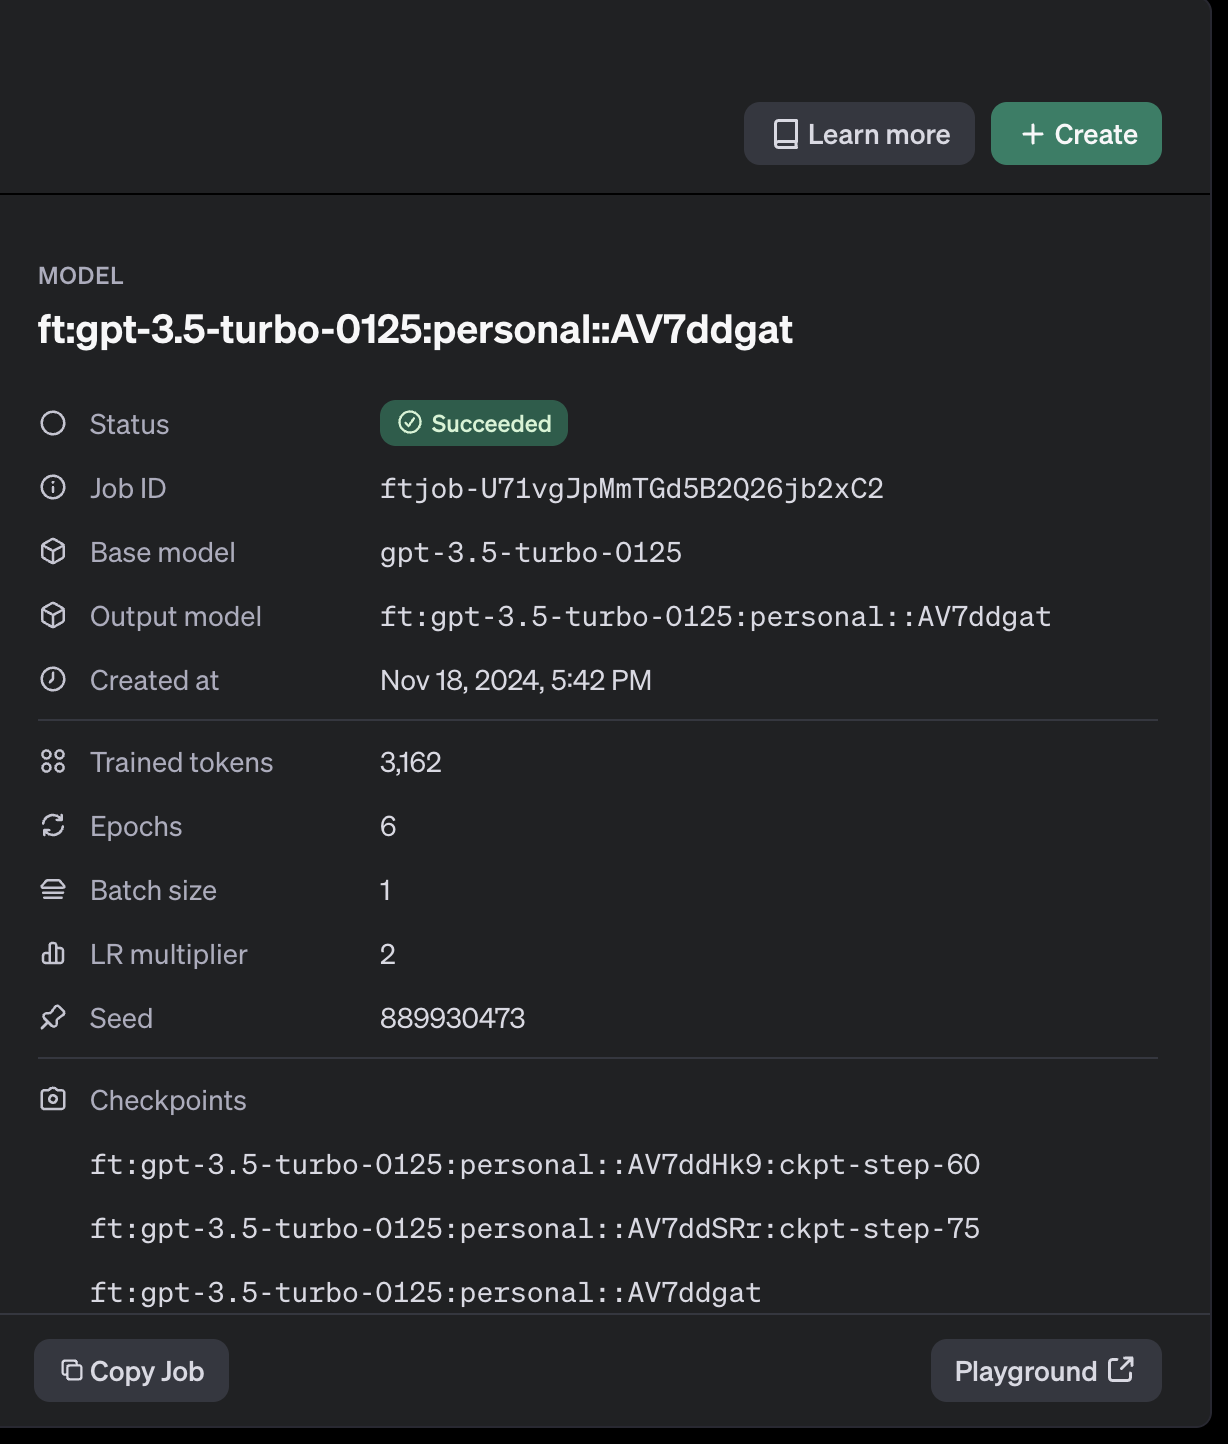 Learn more
+ Create
MODEL
ft:gpt-3.5-turbo-0125:personal::AV7ddgat
Status Succeeded
Job ID ftjob-U71vgJpMmTGd5B2Q26jb2xC2
Base model gpt-3.5-turbo-0125
Output model ft:gpt-3.5-turbo-0125:personal::AV7ddgat
Created at Nov 18, 2024, 5:42 PM
Trained tokens 3,162
Epochs 6
Batch size 1
LR multiplier 2
Seed 889930473
Checkpoints
ft:gpt-3.5-turbo-0125:personal::AV7ddHk9:ckpt-step-60
ft:gpt-3.5-turbo-0125:personal::AV7ddSRr:ckpt-step-75
ft:gpt-3.5-turbo-0125:personal::AV7ddgat
Copy Job
Playground